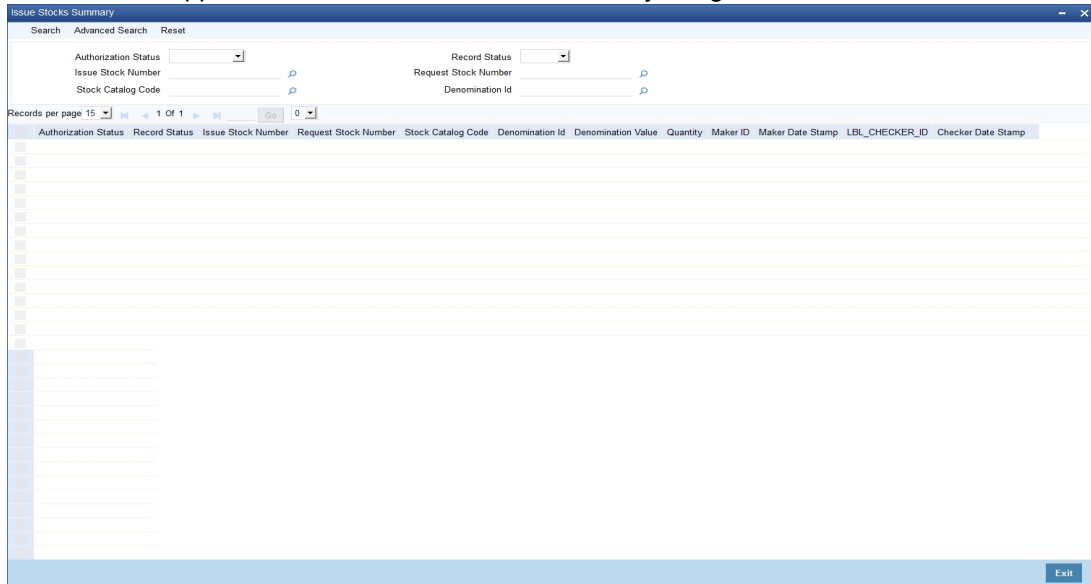 Issue Stocks Summary
Search Advanced Search Reset
Authorization Status Record Status
Issue Stock Number Request Stock Number
Stock Catalog Code Denomination Id
Records per page 15 1 Of 1 Go 0
Authorization Status Record Status Issue Stock Number Request Stock Number Stock Catalog Code Denomination Id Denomination Value Quantity Maker ID Maker Date Stamp LBL_CHECKER_ID Checker Date Stamp
Exit